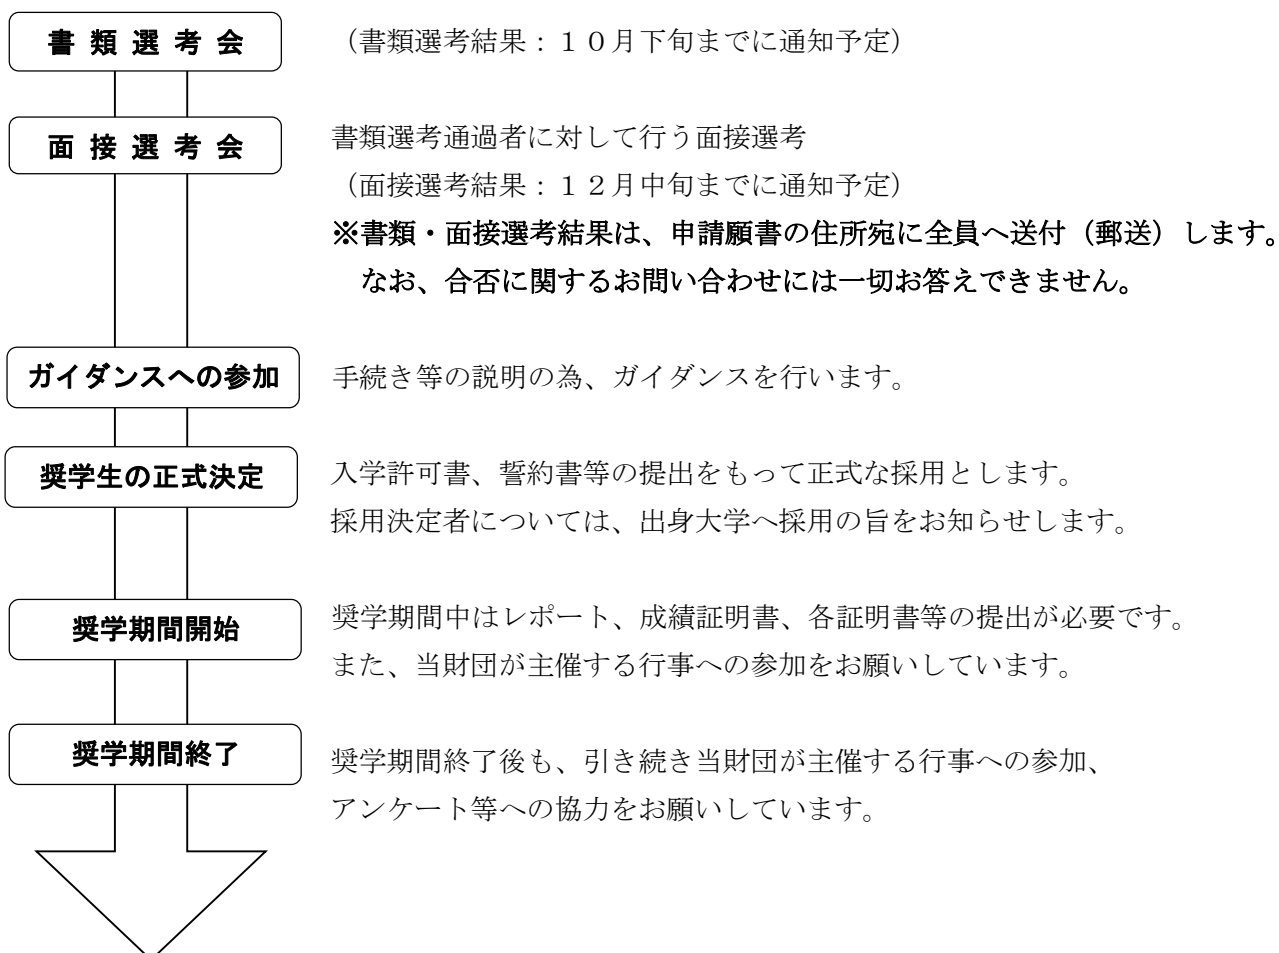 書 類 選 考 会
（書類選考結果：１０月下旬までに通知予定）
面 接 選 考 会
書類選考通過者に対して行う面接選考
（面接選考結果：１２月中旬までに通知予定）
※書類・面接選考結果は、申請願書の住所宛に全員へ送付（郵送）します。
なお、合否に関するお問い合わせには一切お答えできません。
ガイダンスへの参加
手続き等の説明の為、ガイダンスを行います。
奨学生の正式決定
入学許可書、誓約書等の提出をもって正式な採用とします。
採用決定者については、出身大学へ採用の旨をお知らせします。
奨学期間開始
奨学期間中はレポート、成績証明書、各証明書等の提出が必要です。
また、当財団が主催する行事への参加をお願いしています。
奨学期間終了
奨学期間終了後も、引き続き当財団が主催する行事への参加、
アンケート等への協力をお願いしています。